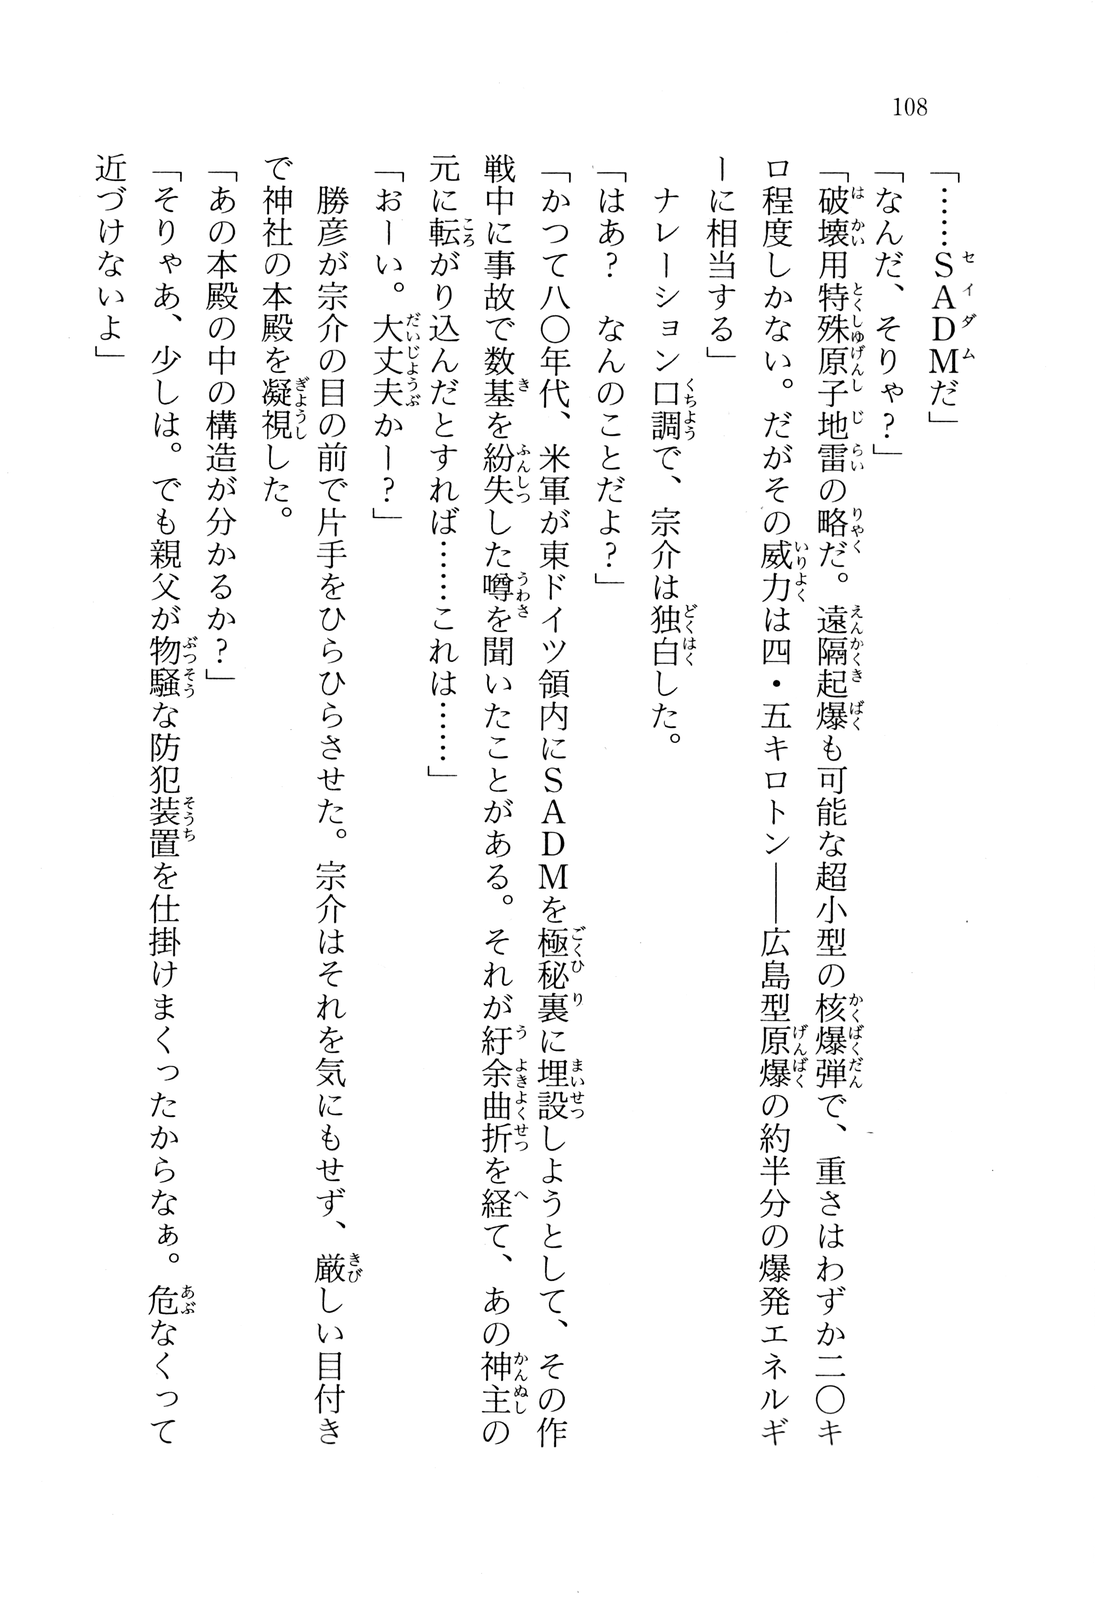 108
「……SADMだ」
「なんだ、そりゃ?」
「破壊用特殊原子地雷の略だ。遠隔起爆も可能な超小型の核爆弾で、重さはわずか二〇キ
ロ程度しかない。だがその威力は四・五キロトン――広島型原爆の約半分の爆発エネルギ
ーに相当する」
　ナレーション口調で、宗介は独白した。
「はあ?　なんのことだよ?」
「かつて八〇年代、米軍が東ドイツ領内にSADMを極秘裏に埋設しようとして、その作
戦中に事故で数基を紛失した噂を聞いたことがある。それが紆余曲折を経て、あの神主の
元に転がり込んだとすれば……これは……」
「おーい。大丈夫かー?」
　勝彦が宗介の目の前で片手をひらひらさせた。宗介はそれを気にもせず、厳しい目付き
で神社の本殿を凝視した。
「あの本殿の中の構造が分かるか?」
「そりゃあ、少しは。でも親父が物騒な防犯装置を仕掛けまくったからなぁ。危なくって
近づけないよ」